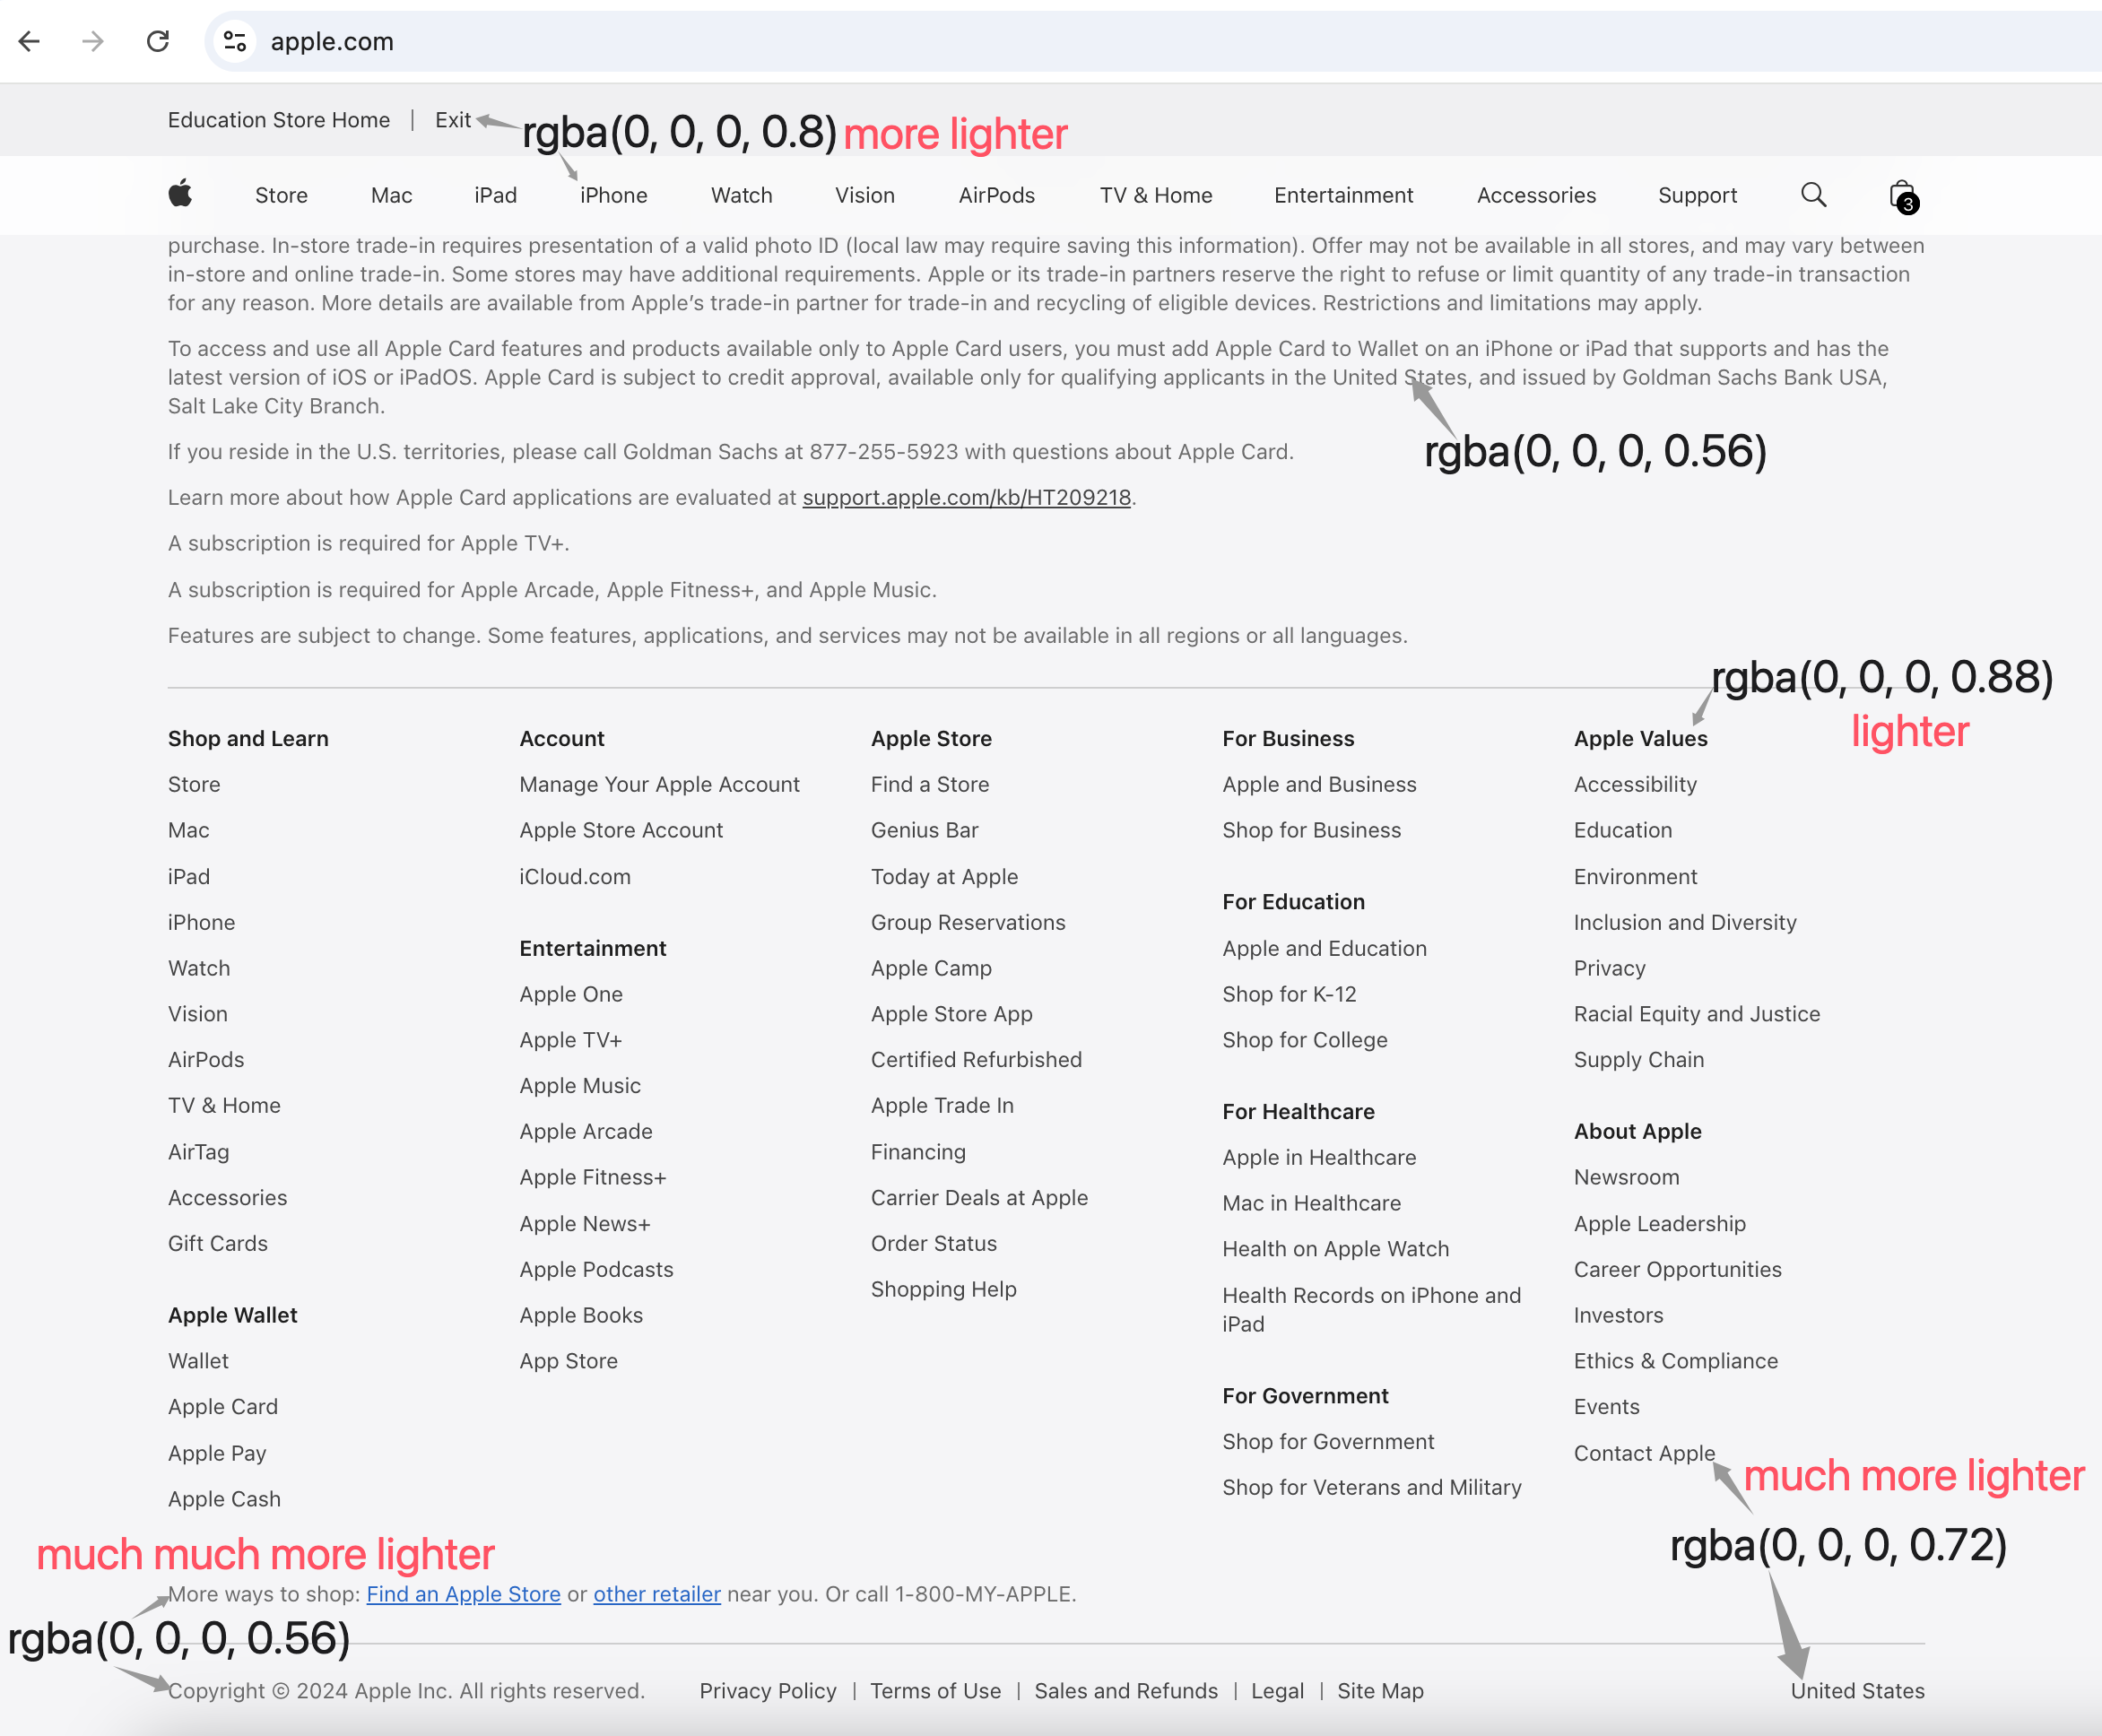 apple.com
Education Store Home | Exit
rgba(0, 0, 0, 0.8) more lighter
Store Mac iPad iPhone Watch Vision AirPods TV & Home Entertainment Accessories Support 3
purchase. In-store trade-in requires presentation of a valid photo ID (local law may require saving this information). Offer may not be available in all stores, and may vary between
in-store and online trade-in. Some stores may have additional requirements. Apple or its trade-in partners reserve the right to refuse or limit quantity of any trade-in transaction
for any reason. More details are available from Apple’s trade-in partner for trade-in and recycling of eligible devices. Restrictions and limitations may apply.
To access and use all Apple Card features and products available only to Apple Card users, you must add Apple Card to Wallet on an iPhone or iPad that supports and has the
latest version of iOS or iPadOS. Apple Card is subject to credit approval, available only for qualifying applicants in the United States, and issued by Goldman Sachs Bank USA,
Salt Lake City Branch.
rgba(0, 0, 0, 0.56)
If you reside in the U.S. territories, please call Goldman Sachs at 877-255-5923 with questions about Apple Card.
Learn more about how Apple Card applications are evaluated at support.apple.com/kb/HT209218.
A subscription is required for Apple TV+.
A subscription is required for Apple Arcade, Apple Fitness+, and Apple Music.
Features are subject to change. Some features, applications, and services may not be available in all regions or all languages.
rgba(0, 0, 0, 0.88)
lighter
Shop and Learn
Store
Mac
iPad
iPhone
Watch
Vision
AirPods
TV & Home
AirTag
Accessories
Gift Cards
Apple Wallet
Wallet
Apple Card
Apple Pay
Apple Cash
Account
Manage Your Apple Account
Apple Store Account
iCloud.com
Entertainment
Apple One
Apple TV+
Apple Music
Apple Arcade
Apple Fitness+
Apple News+
Apple Podcasts
Apple Books
App Store
Apple Store
Find a Store
Genius Bar
Today at Apple
Group Reservations
Apple Camp
Apple Store App
Certified Refurbished
Apple Trade In
Financing
Carrier Deals at Apple
Order Status
Shopping Help
For Business
Apple and Business
Shop for Business
For Education
Apple and Education
Shop for K-12
Shop for College
For Healthcare
Apple in Healthcare
Mac in Healthcare
Health on Apple Watch
Health Records on iPhone and
iPad
For Government
Shop for Government
Shop for Veterans and Military
Apple Values
Accessibility
Education
Environment
Inclusion and Diversity
Privacy
Racial Equity and Justice
Supply Chain
About Apple
Newsroom
Apple Leadership
Career Opportunities
Investors
Ethics & Compliance
Events
Contact Apple
much more lighter
rgba(0, 0, 0, 0.72)
much much more lighter
More ways to shop: Find an Apple Store or other retailer near you. Or call 1-800-MY-APPLE.
rgba(0, 0, 0, 0.56)
Copyright © 2024 Apple Inc. All rights reserved. Privacy Policy | Terms of Use | Sales and Refunds | Legal | Site Map United States